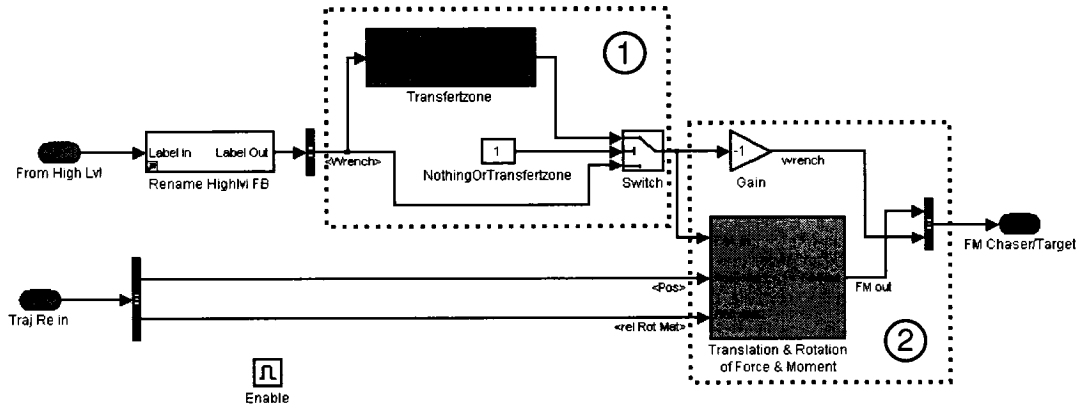 1
Transfertzone
From High Lvl
Label In
Label Out
Rename Highlvl FB
<Wrench>
1
NothingOrTransfertzone
Switch
-1
Gain
wrench
FM Chaser/Target
Traj Re in
<Pos>
<rel Rot Mat>
FM out
Translation & Rotation
of Force & Moment
2
Enable